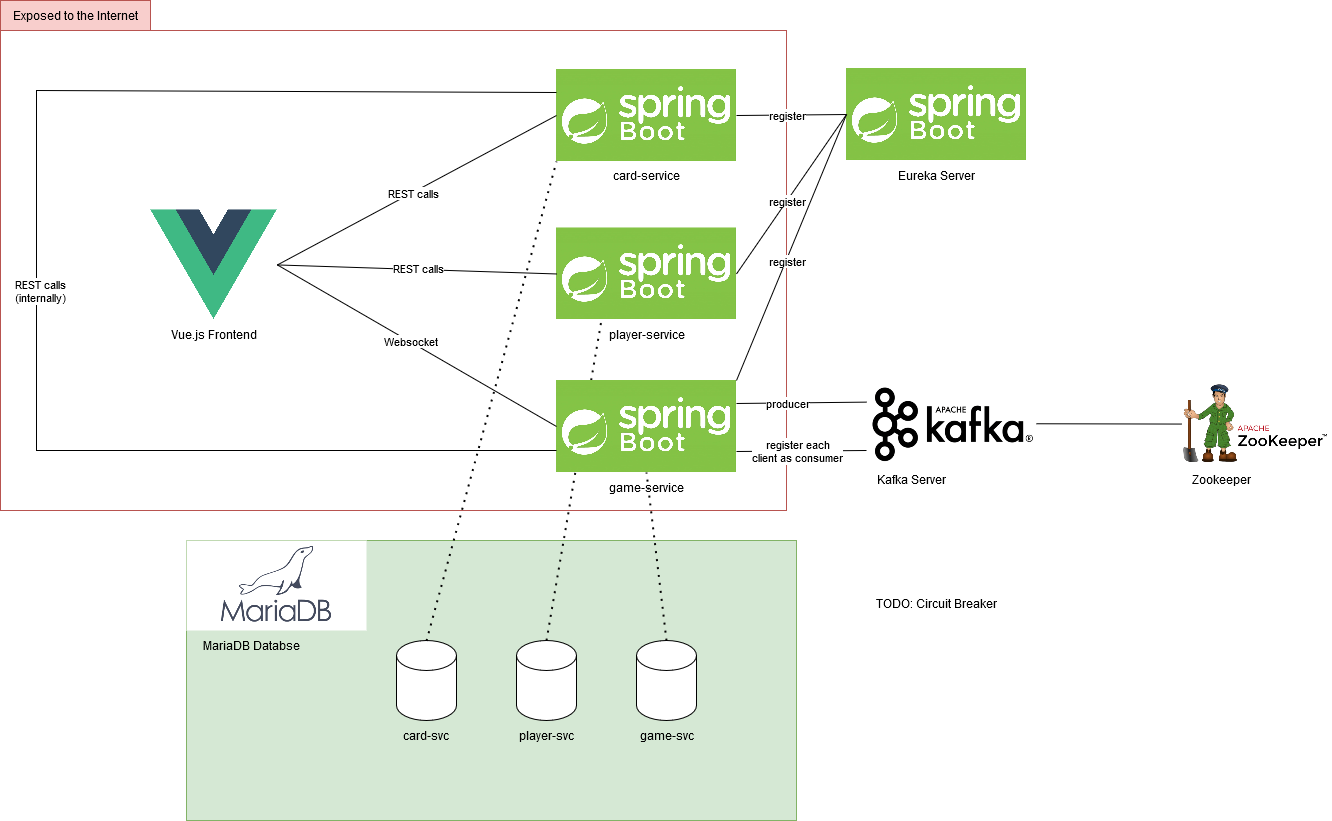 Exposed to the Internet
spring
Boot
card-service
register
spring
Boot
Eureka Server
REST calls
register
Vue.js Frontend
REST calls
spring
Boot
player-service
register
REST calls
(internally)
Websocket
spring
Boot
game-service
producer
register each
client as consumer
APACHE
kafka®
Kafka Server
APACHE
ZooKeeper™
Zookeeper
MariaDB
MariaDB Databse
card-svc
player-svc
game-svc
TODO: Circuit Breaker